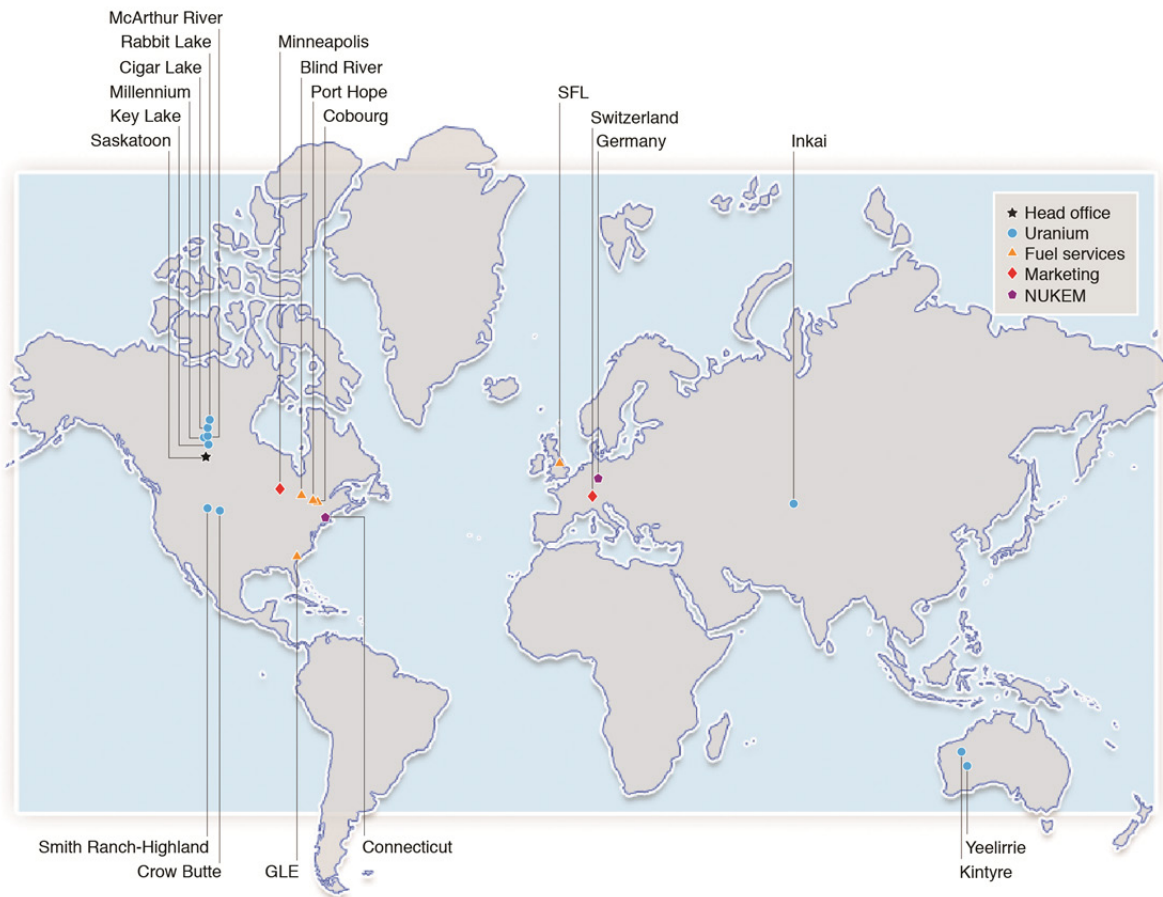 McArthur River
Rabbit Lake
Cigar Lake
Millennium
Key Lake
Saskatoon
Minneapolis
Blind River
Port Hope
Cobourg
SFL
Switzerland
Germany
Inkai
Head office
Uranium
Fuel services
Marketing
NUKEM
Smith Ranch-Highland
Crow Butte
GLE
Connecticut
Yeelirrie
Kintyre